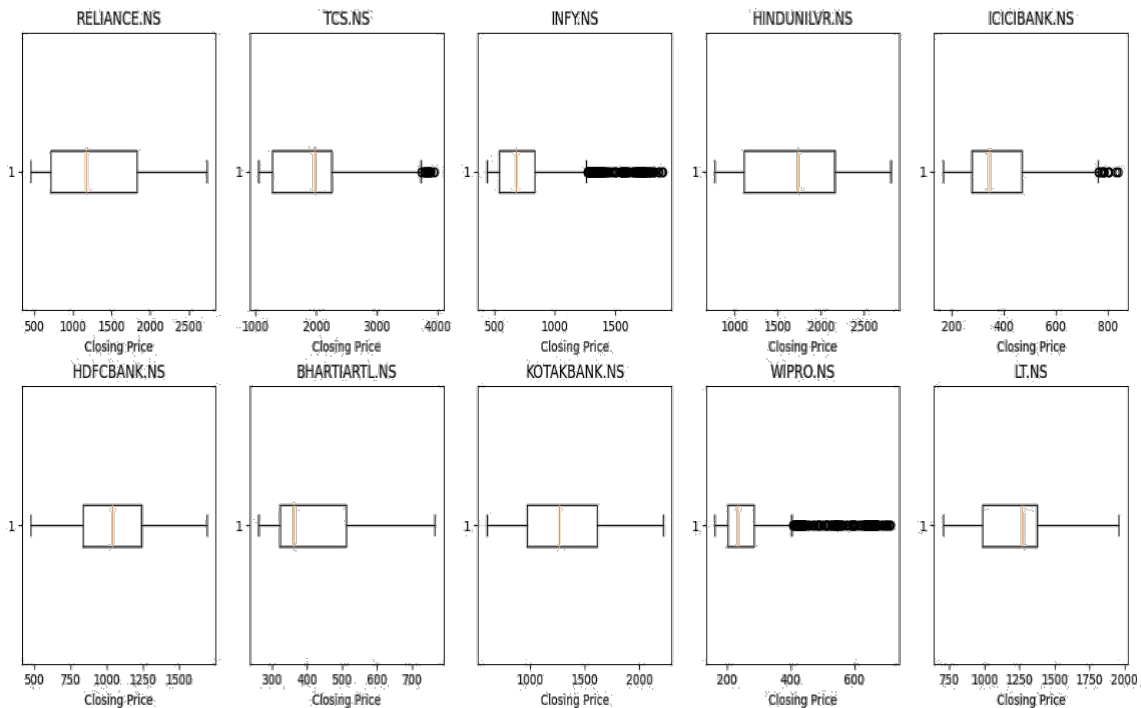 RELIANCE.NS TCS.NS INFY.NS HINDUNILVR.NS ICICIBANK.NS
1 1 1 1 1
500 1000 1500 2000 2500 1000 2000 3000 4000 500 1000 1500 1000 1500 2000 2500 200 400 600 800
Closing Price Closing Price Closing Price Closing Price Closing Price
HDFCBANK.NS BHARTIARTL.NS KOTAKBANK.NS WIPRO.NS LT.NS
1 1 1 1 1
500 750 1000 1250 1500 300 400 500 600 700 1000 1500 2000 200 400 600 750 1000 1250 1500 1750 2000
Closing Price Closing Price Closing Price Closing Price Closing Price